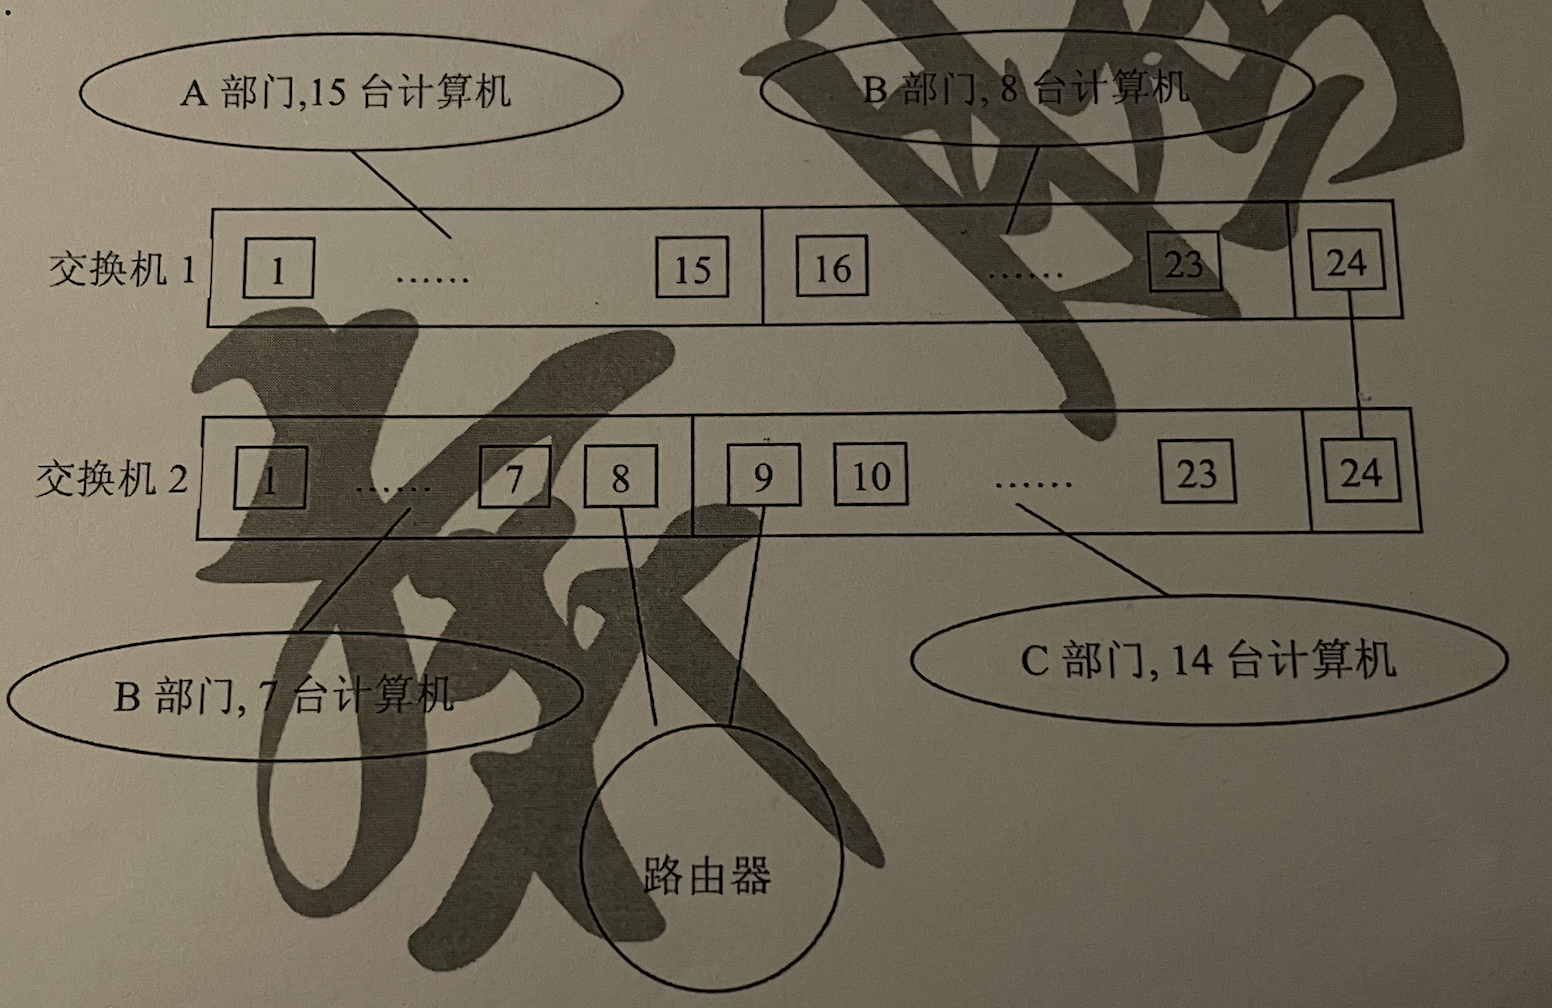 A 部门,15 台计算机
B 部门, 8 台计算机
交换机 1
1
……
15
16
……
23
24
交换机 2
1
……
7
8
9
10
……
23
24
B 部门, 7 台计算机
C 部门, 14 台计算机
路由器